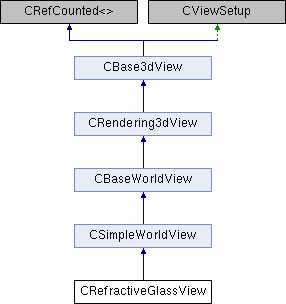 CRefCounted<>
CViewSetup
CBase3dView
CRendering3dView
CBaseWorldView
CSimpleWorldView
CRefractiveGlassView